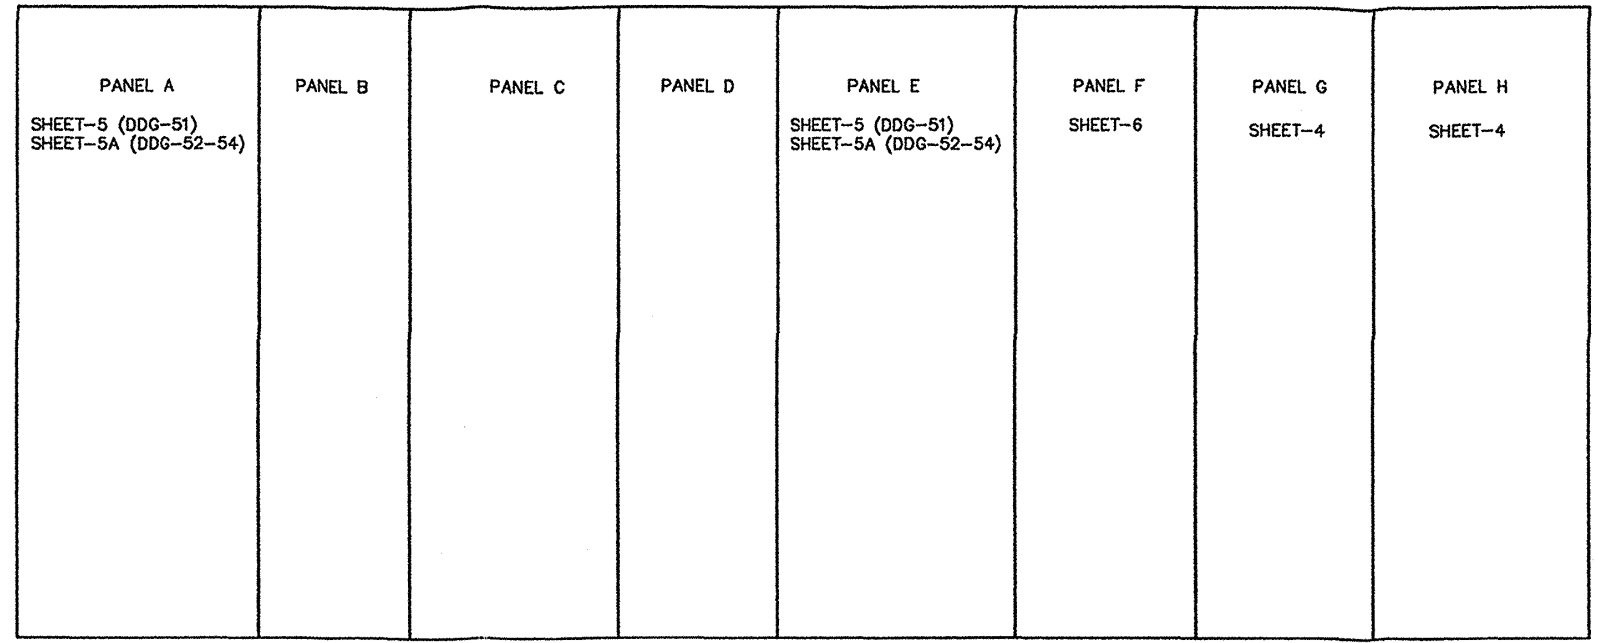 PANEL A
SHEET-5 (DDG-51)
SHEET-5A (DDG-52-54)
PANEL B
PANEL C
PANEL D
PANEL E
SHEET-5 (DDG-51)
SHEET-5A (DDG-52-54)
PANEL F
SHEET-6
PANEL G
SHEET-4
PANEL H
SHEET-4